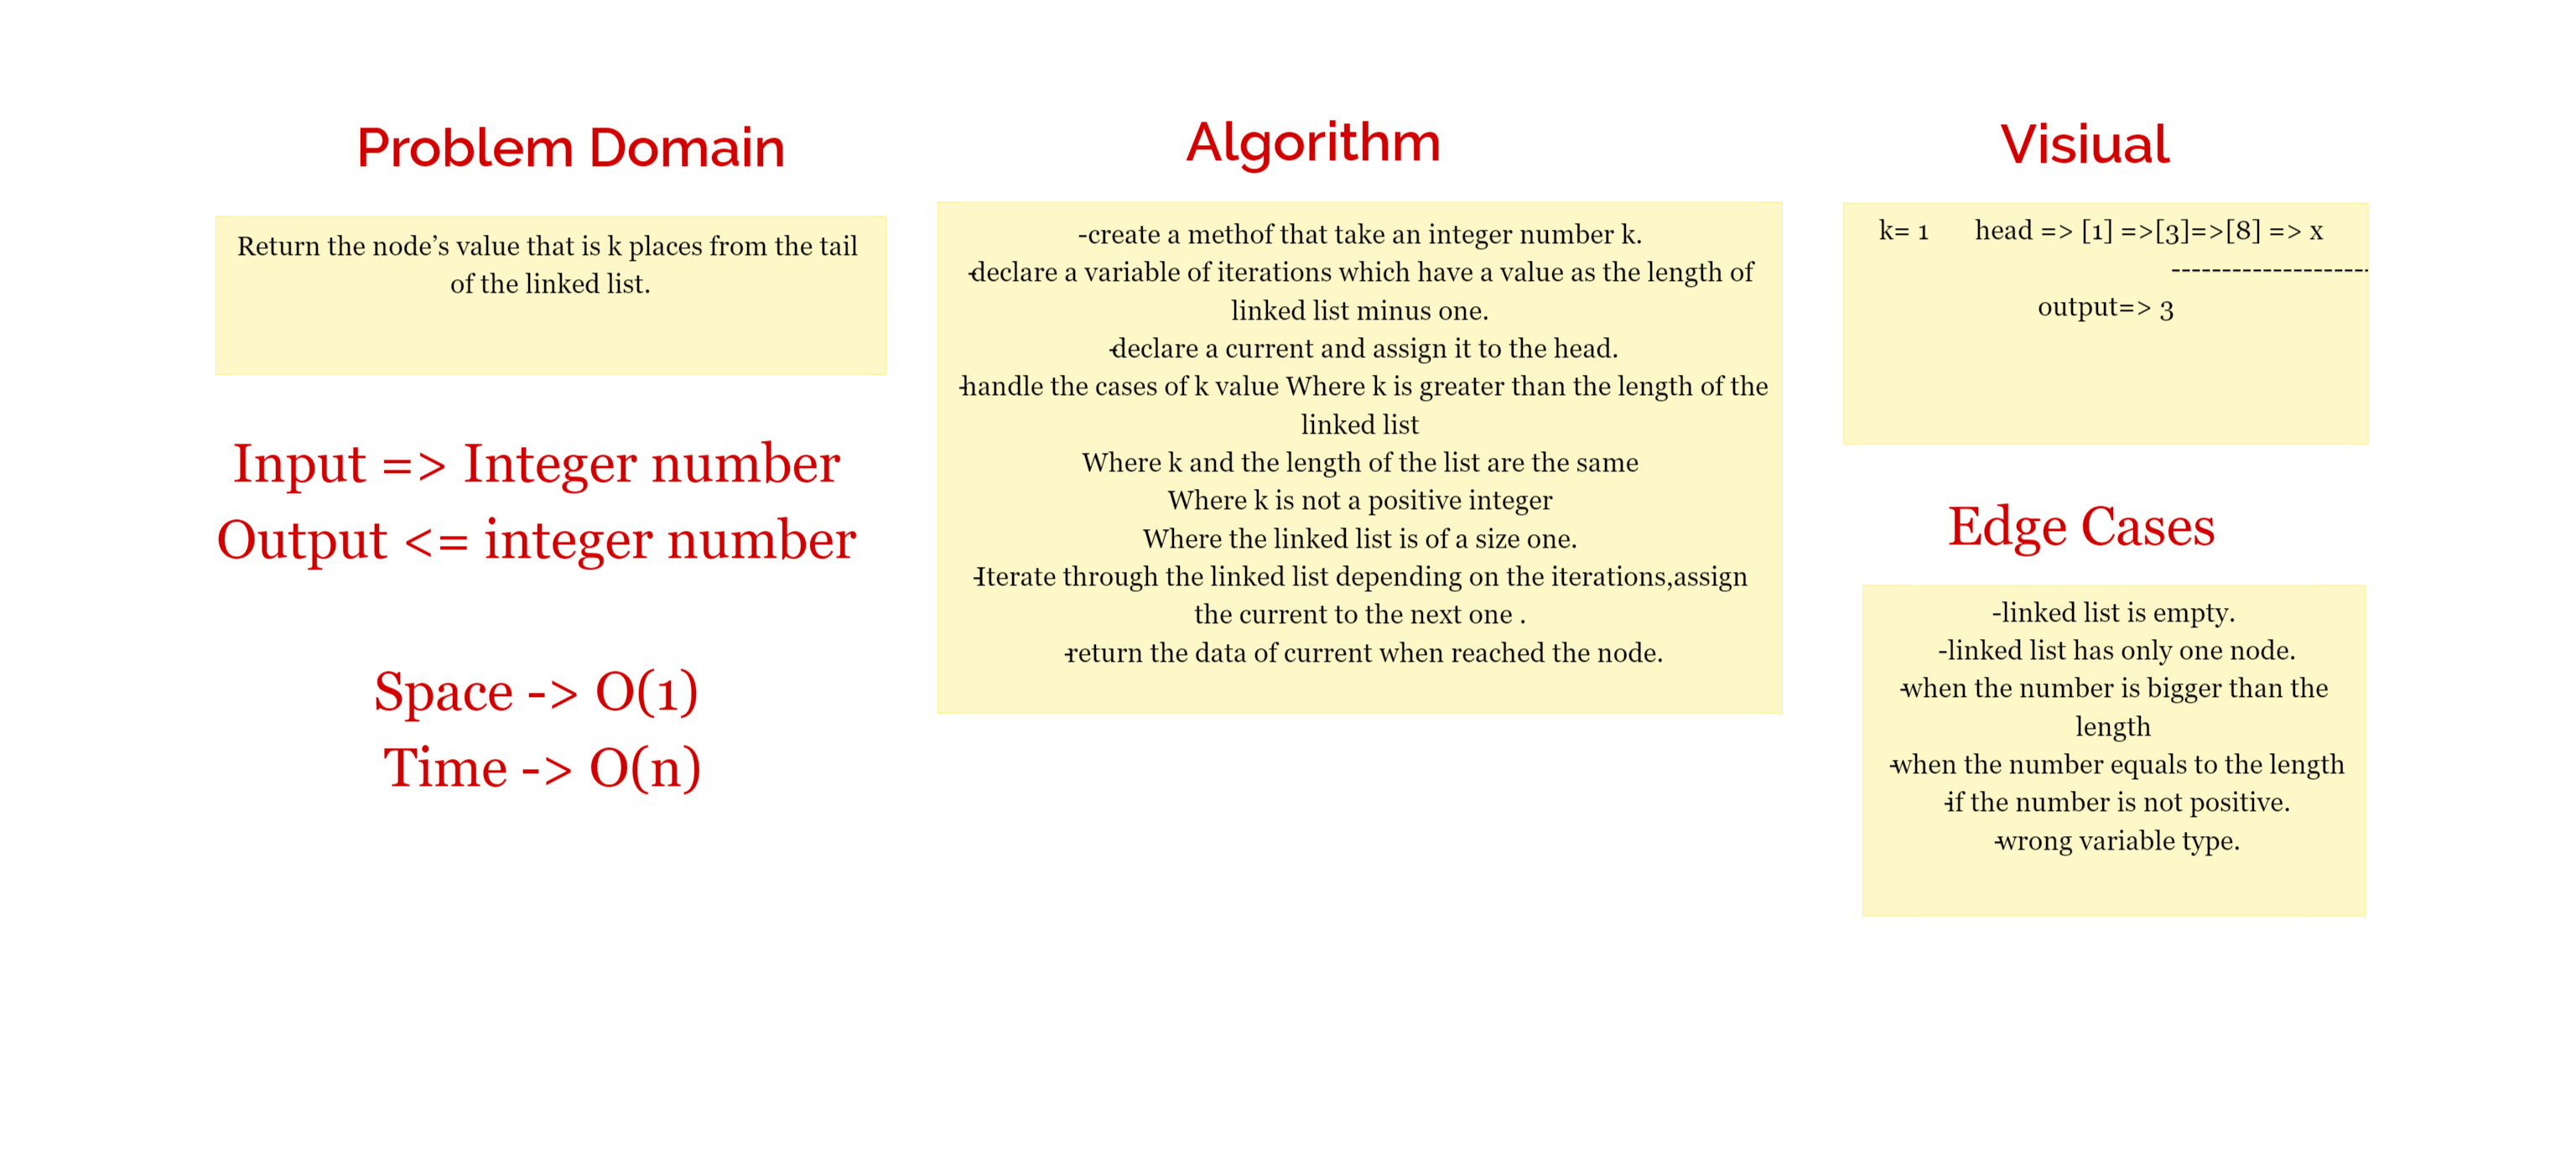 Problem Domain
Return the node’s value that is k places from the tail
of the linked list.
Input => Integer number
Output <= integer number
Space -> O(1)
Time -> O(n)
Algorithm
-create a methof that take an integer number k.
-declare a variable of iterations which have a value as the length of
linked list minus one.
-declare a current and assign it to the head.
-handle the cases of k value Where k is greater than the length of the
linked list
Where k and the length of the list are the same
Where k is not a positive integer
Where the linked list is of a size one.
-Iterate through the linked list depending on the iterations,assign
the current to the next one .
-return the data of current when reached the node.
Visiual
k= 1 head => [1] =>[3]=>[8] => x
--------------------
output=> 3
Edge Cases
-linked list is empty.
-linked list has only one node.
-when the number is bigger than the
length
-when the number equals to the length
-if the number is not positive.
-wrong variable type.